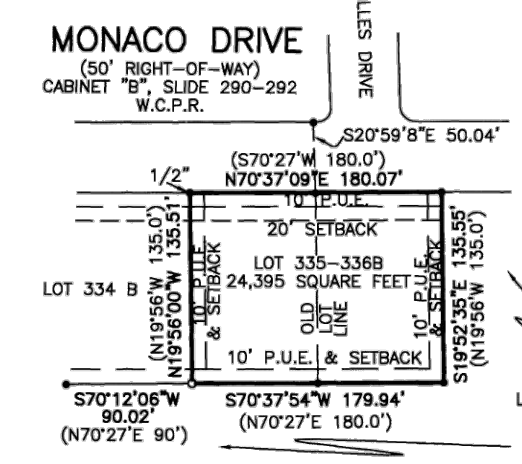 MONACO DRIVE
(50' RIGHT-OF-WAY)
CABINET "B", SLIDE 290-292
W.C.P.R.
LLES DRIVE
S20°59'8"E 50.04'
(S70°27'W 180.0')
1/2"
N70°37'09"E 180.07'
10' P.U.E.
20' SETBACK
LOT 335-336B
24,395 SQUARE FEET
LOT 334 B
(N19°56'W 135.0')
N19°56'00"W 135.51'
10' P.U.E
& SETBACK
OLD
LOT
LINE
10' P.U.E.
& SETBACK
S19°52'35"E 135.55'
(N19°56'W 135.0')
10' P.U.E. & SETBACK
S70°12'06"W
90.02'
(N70°27'E 90')
S70°37'54"W 179.94'
(N70°27'E 180.0')
L